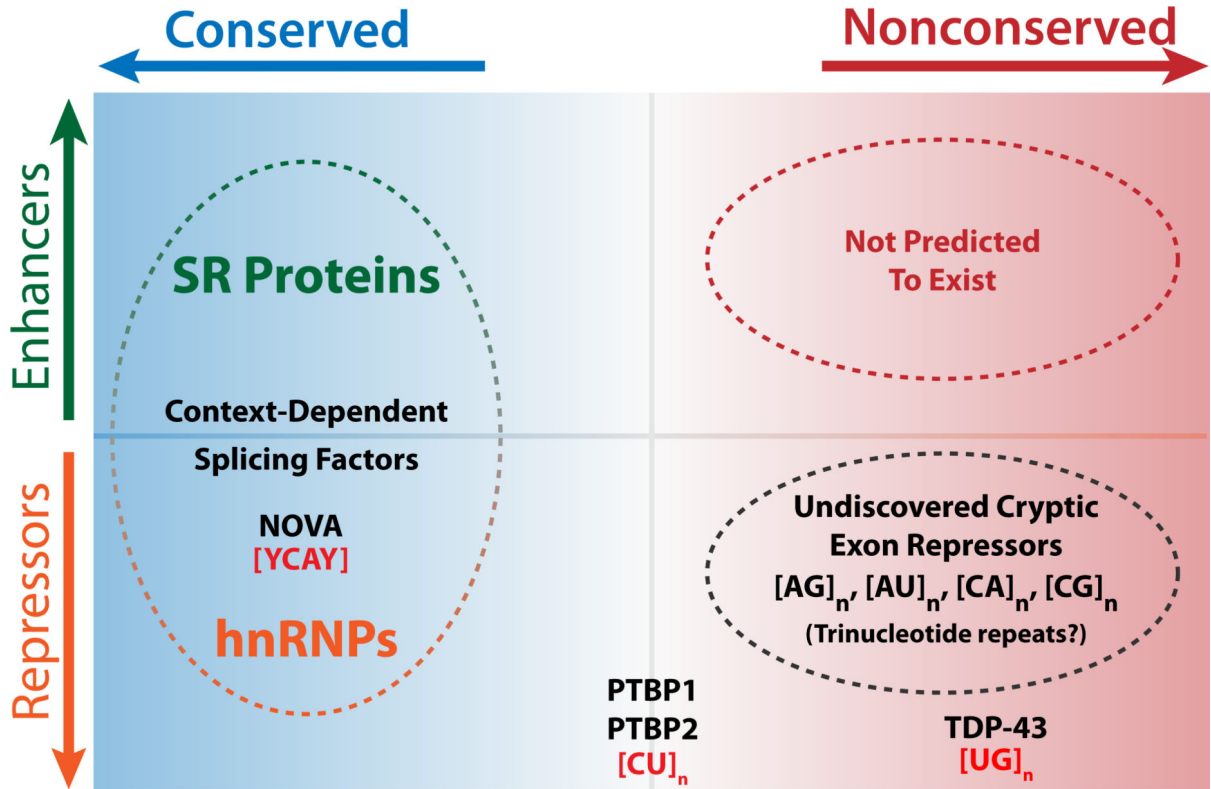 Conserved
Nonconserved
Enhancers
Repressors
SR Proteins
Context-Dependent
Splicing Factors
NOVA
[YCAY]
hnRNPs
Not Predicted
To Exist
Undiscovered Cryptic
Exon Repressors
[AG]n, [AU]n, [CA]n, [CG]n
(Trinucleotide repeats?)
PTBP1
PTBP2
[CU]n
TDP-43
[UG]n